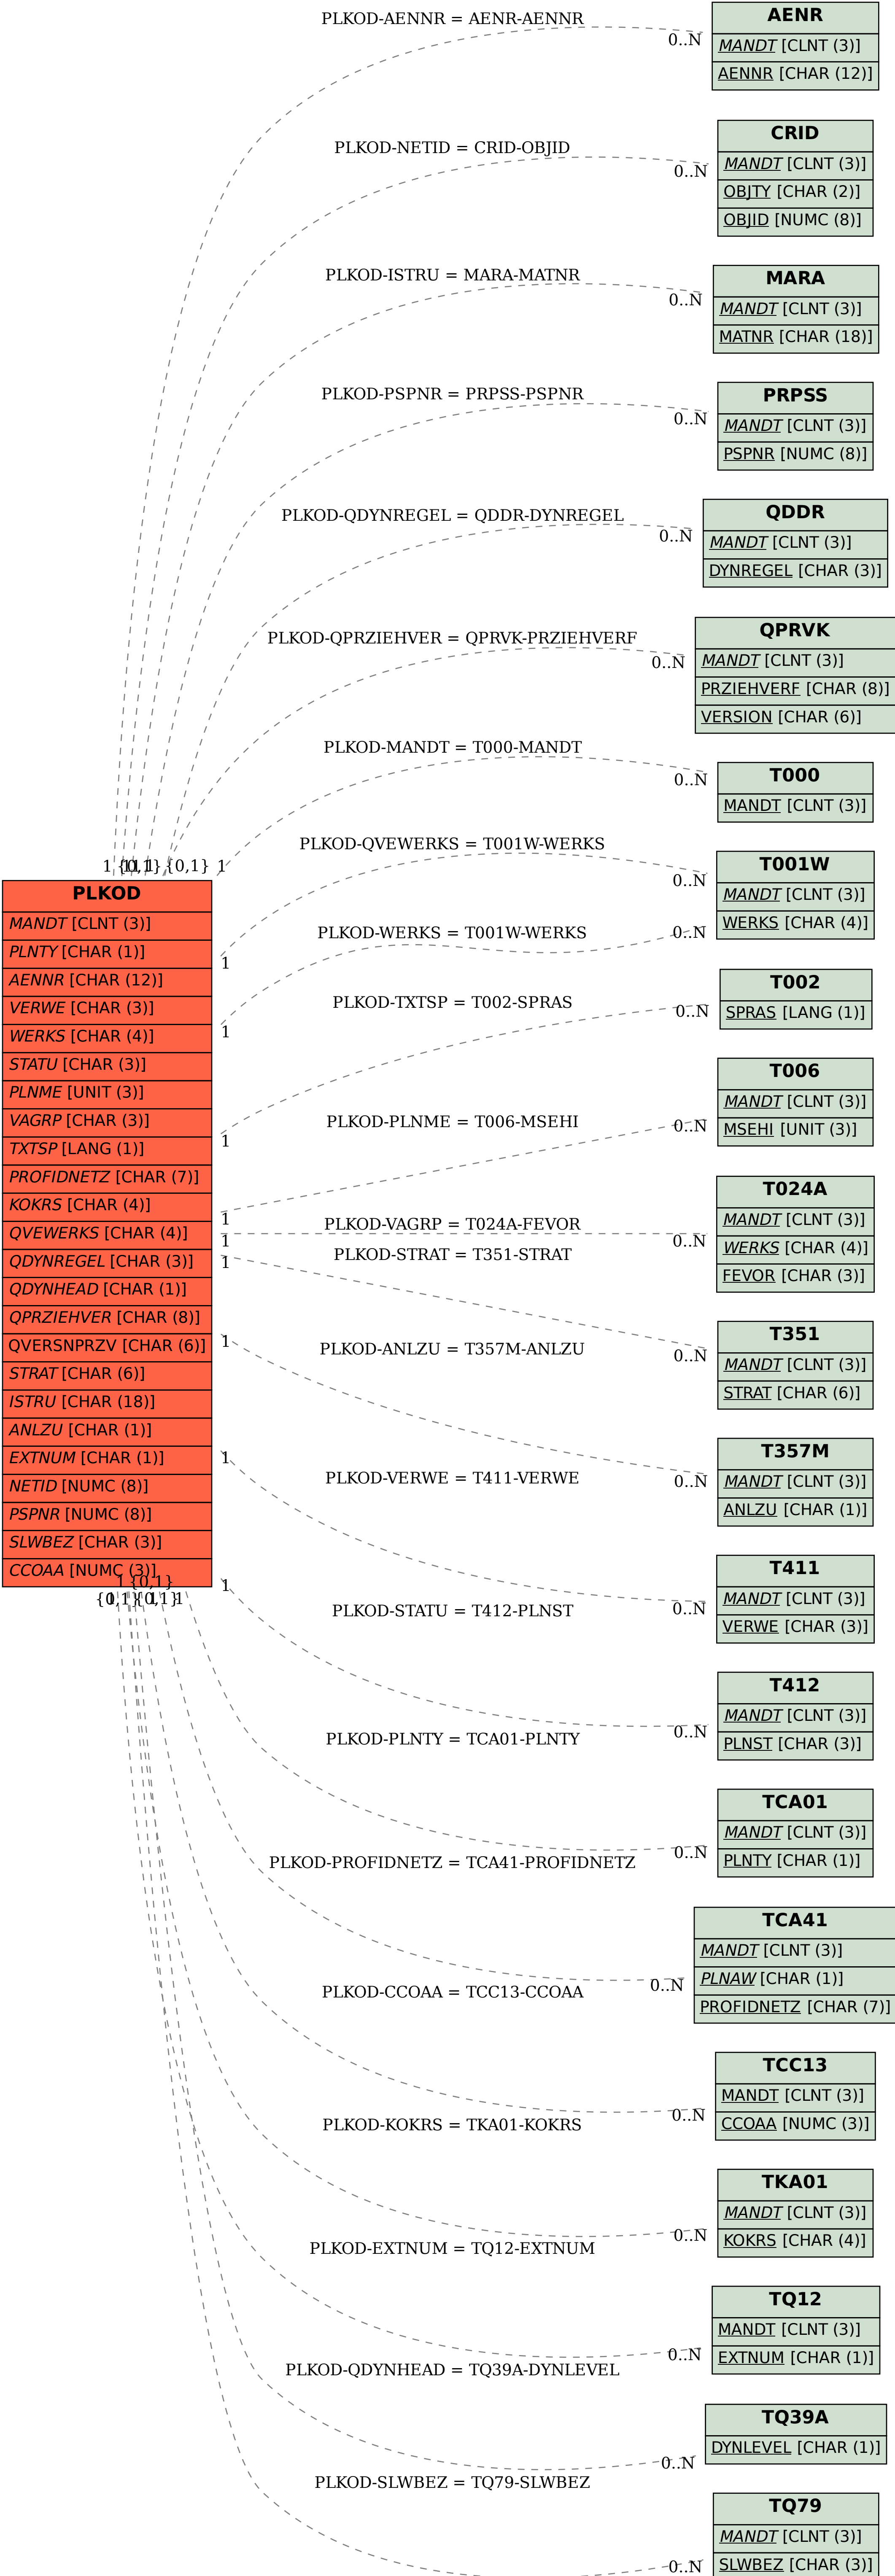 PLKOD-AENNR = AENR-AENNR
0..N
AENR
MANDT [CLNT (3)]
AENNR [CHAR (12)]
PLKOD-NETID = CRID-OBJID
0..N
CRID
MANDT [CLNT (3)]
OBJTY [CHAR (2)]
OBJID [NUMC (8)]
PLKOD-ISTRU = MARA-MATNR
0..N
MARA
MANDT [CLNT (3)]
MATNR [CHAR (18)]
PLKOD-PSPNR = PRPSS-PSPNR
0..N
PRPSS
MANDT [CLNT (3)]
PSPNR [NUMC (8)]
PLKOD-QDYNREGEL = QDDR-DYNREGEL
0..N
QDDR
MANDT [CLNT (3)]
DYNREGEL [CHAR (3)]
PLKOD-QPRZIEHVER = QPRVK-PRZIEHVERF
0..N
QPRVK
MANDT [CLNT (3)]
PRZIEHVERF [CHAR (8)]
VERSION [CHAR (6)]
PLKOD-MANDT = T000-MANDT
0..N
T000
MANDT [CLNT (3)]
PLKOD-QVEWERKS = T001W-WERKS
0..N
T001W
MANDT [CLNT (3)]
WERKS [CHAR (4)]
PLKOD-WERKS = T001W-WERKS
0..N
1
{0,1}
1
PLKOD
MANDT [CLNT (3)]
PLNTY [CHAR (1)]
AENNR [CHAR (12)]
VERWE [CHAR (3)]
WERKS [CHAR (4)]
STATU [CHAR (3)]
PLNME [UNIT (3)]
VAGRP [CHAR (3)]
TXTSP [LANG (1)]
PROFIDNETZ [CHAR (7)]
KOKRS [CHAR (4)]
QVEWERKS [CHAR (4)]
QDYNREGEL [CHAR (3)]
QDYNHEAD [CHAR (1)]
QPRZIEHVER [CHAR (8)]
QVERSNPRZV [CHAR (6)]
STRAT [CHAR (6)]
ISTRU [CHAR (18)]
ANLZU [CHAR (1)]
EXTNUM [CHAR (1)]
NETID [NUMC (8)]
PSPNR [NUMC (8)]
SLWBEZ [CHAR (3)]
CCOAA [NUMC (3)]
1
1
1
1
1
1
1
1
1
{0,1}
1
PLKOD-TXTSP = T002-SPRAS
0..N
T002
SPRAS [LANG (1)]
PLKOD-PLNME = T006-MSEHI
0..N
T006
MANDT [CLNT (3)]
MSEHI [UNIT (3)]
PLKOD-VAGRP = T024A-FEVOR
0..N
T024A
MANDT [CLNT (3)]
WERKS [CHAR (4)]
FEVOR [CHAR (3)]
PLKOD-STRAT = T351-STRAT
0..N
T351
MANDT [CLNT (3)]
STRAT [CHAR (6)]
PLKOD-ANLZU = T357M-ANLZU
0..N
T357M
MANDT [CLNT (3)]
ANLZU [CHAR (1)]
PLKOD-VERWE = T411-VERWE
0..N
T411
MANDT [CLNT (3)]
VERWE [CHAR (3)]
PLKOD-STATU = T412-PLNST
0..N
T412
MANDT [CLNT (3)]
PLNST [CHAR (3)]
PLKOD-PLNTY = TCA01-PLNTY
0..N
TCA01
MANDT [CLNT (3)]
PLNTY [CHAR (1)]
PLKOD-PROFIDNETZ = TCA41-PROFIDNETZ
0..N
TCA41
MANDT [CLNT (3)]
PLNAW [CHAR (1)]
PROFIDNETZ [CHAR (7)]
PLKOD-CCOAA = TCC13-CCOAA
0..N
TCC13
MANDT [CLNT (3)]
CCOAA [NUMC (3)]
PLKOD-KOKRS = TKA01-KOKRS
0..N
TKA01
MANDT [CLNT (3)]
KOKRS [CHAR (4)]
PLKOD-EXTNUM = TQ12-EXTNUM
0..N
TQ12
MANDT [CLNT (3)]
EXTNUM [CHAR (1)]
PLKOD-QDYNHEAD = TQ39A-DYNLEVEL
0..N
TQ39A
DYNLEVEL [CHAR (1)]
PLKOD-SLWBEZ = TQ79-SLWBEZ
0..N
TQ79
MANDT [CLNT (3)]
SLWBEZ [CHAR (3)]